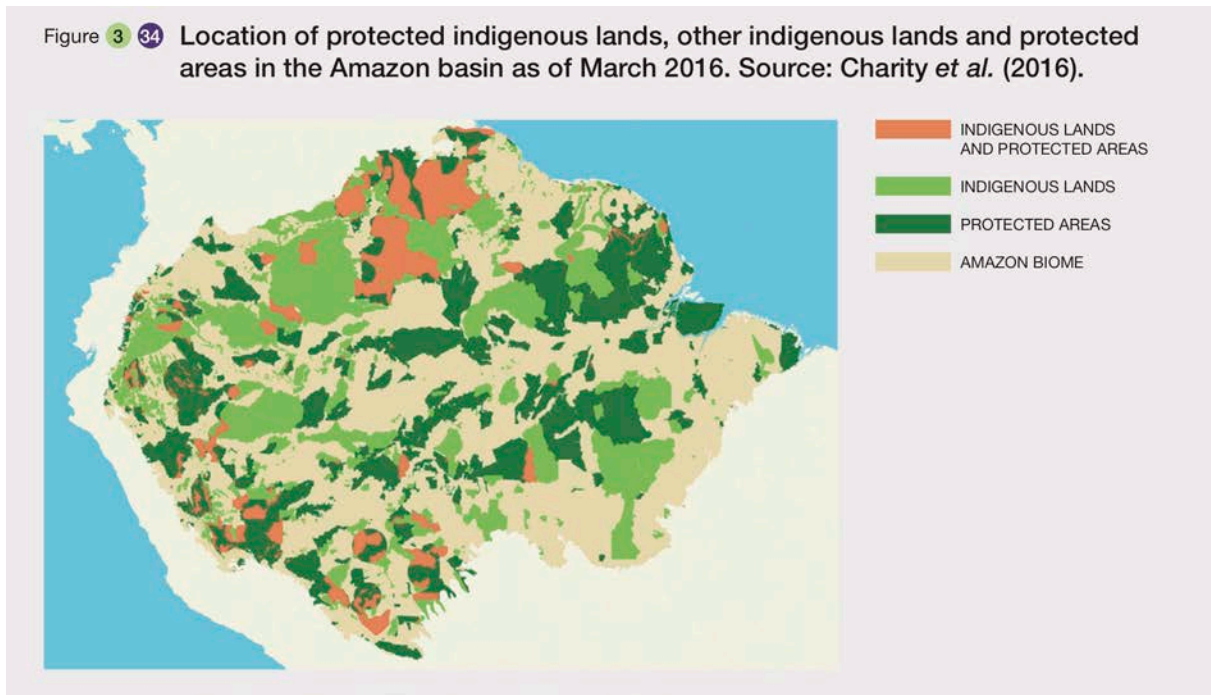 Figure 3 34 Location of protected indigenous lands, other indigenous lands and protected
areas in the Amazon basin as of March 2016. Source: Charity et al. (2016).
INDIGENOUS LANDS
AND PROTECTED AREAS
INDIGENOUS LANDS
PROTECTED AREAS
AMAZON BIOME